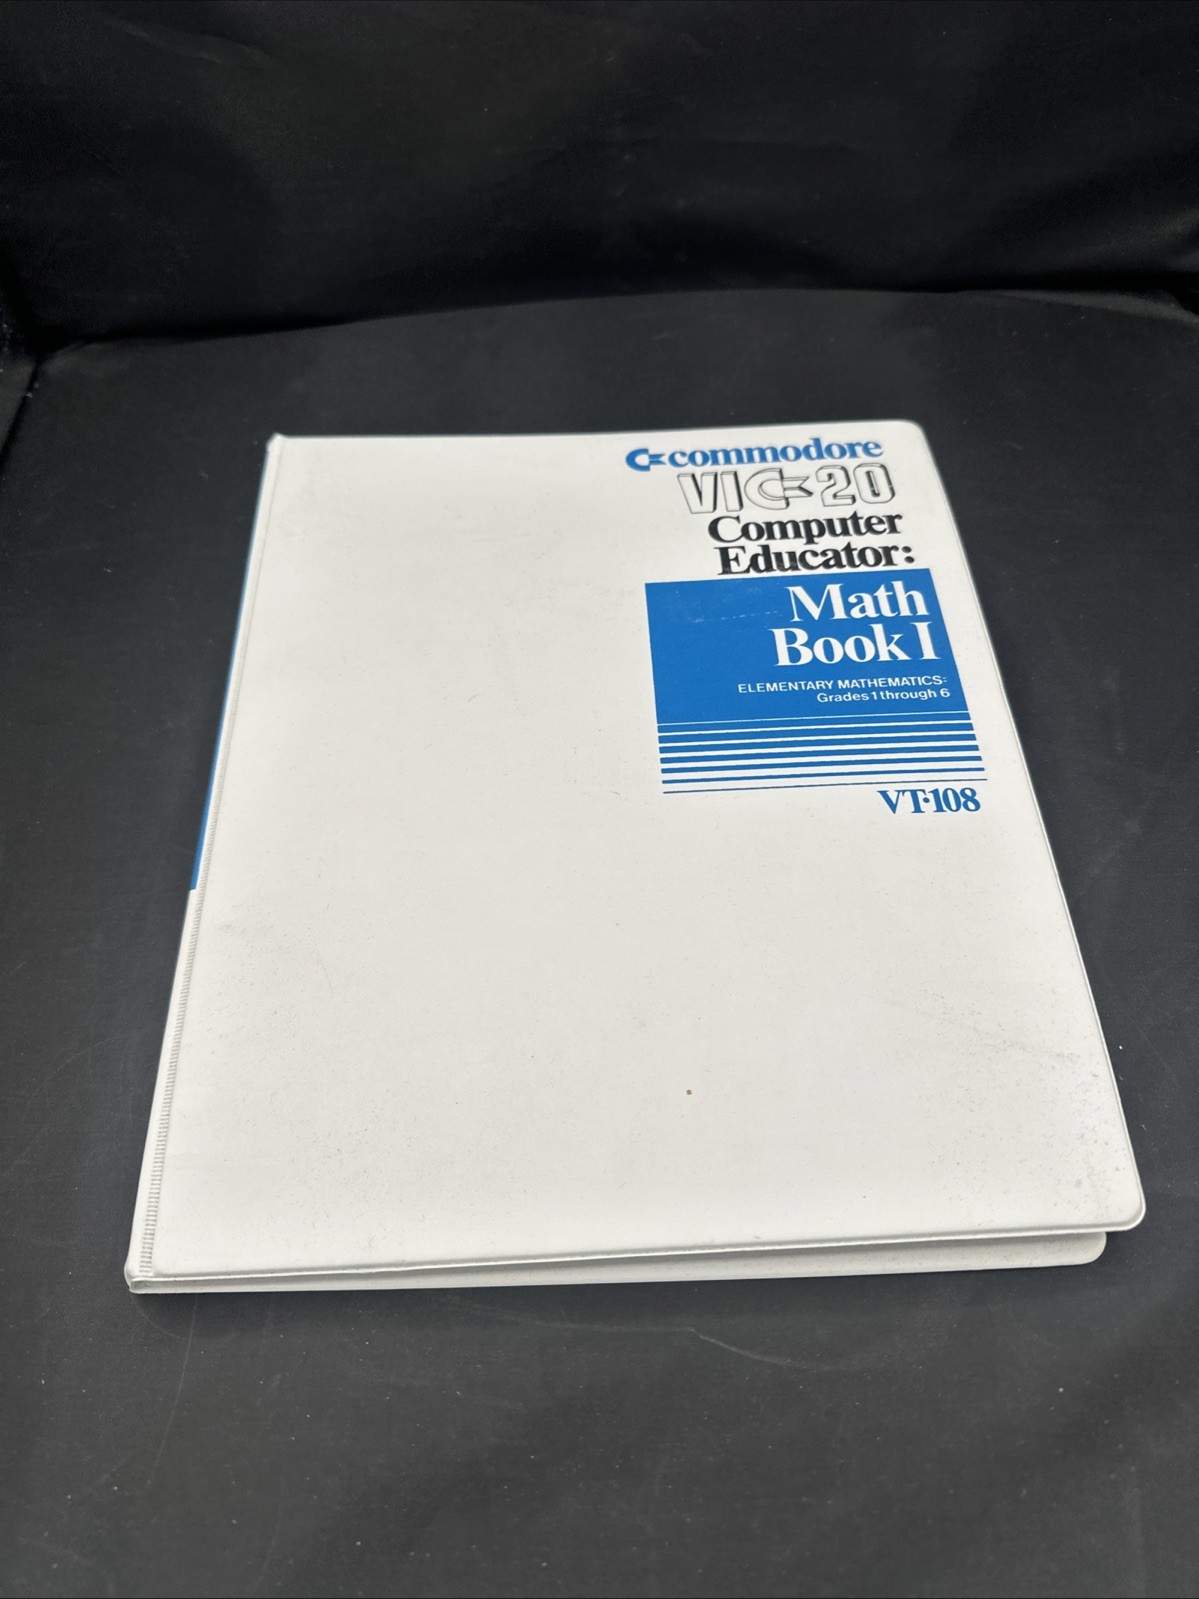 commodore
VIC-20
Computer
Educator:
Math
Book I
ELEMENTARY MATHEMATICS:
Grades 1 through 6
VT·108